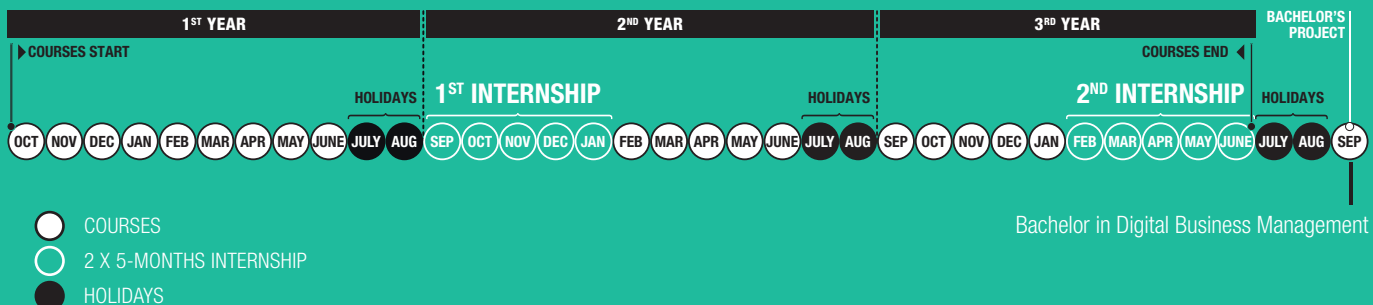 1ST YEAR 2ND YEAR 3RD YEAR BACHELOR'S
PROJECT
COURSES START COURSES END
HOLIDAYS 1ST INTERNSHIP HOLIDAYS 2ND INTERNSHIP HOLIDAYS
OCT NOV DEC JAN FEB MAR APR MAY JUNE JULY AUG SEP OCT NOV DEC JAN FEB MAR APR MAY JUNE JULY AUG SEP OCT NOV DEC JAN FEB MAR APR MAY JUNE JULY AUG SEP
COURSES
2 X 5-MONTHS INTERNSHIP
HOLIDAYS
Bachelor in Digital Business Management